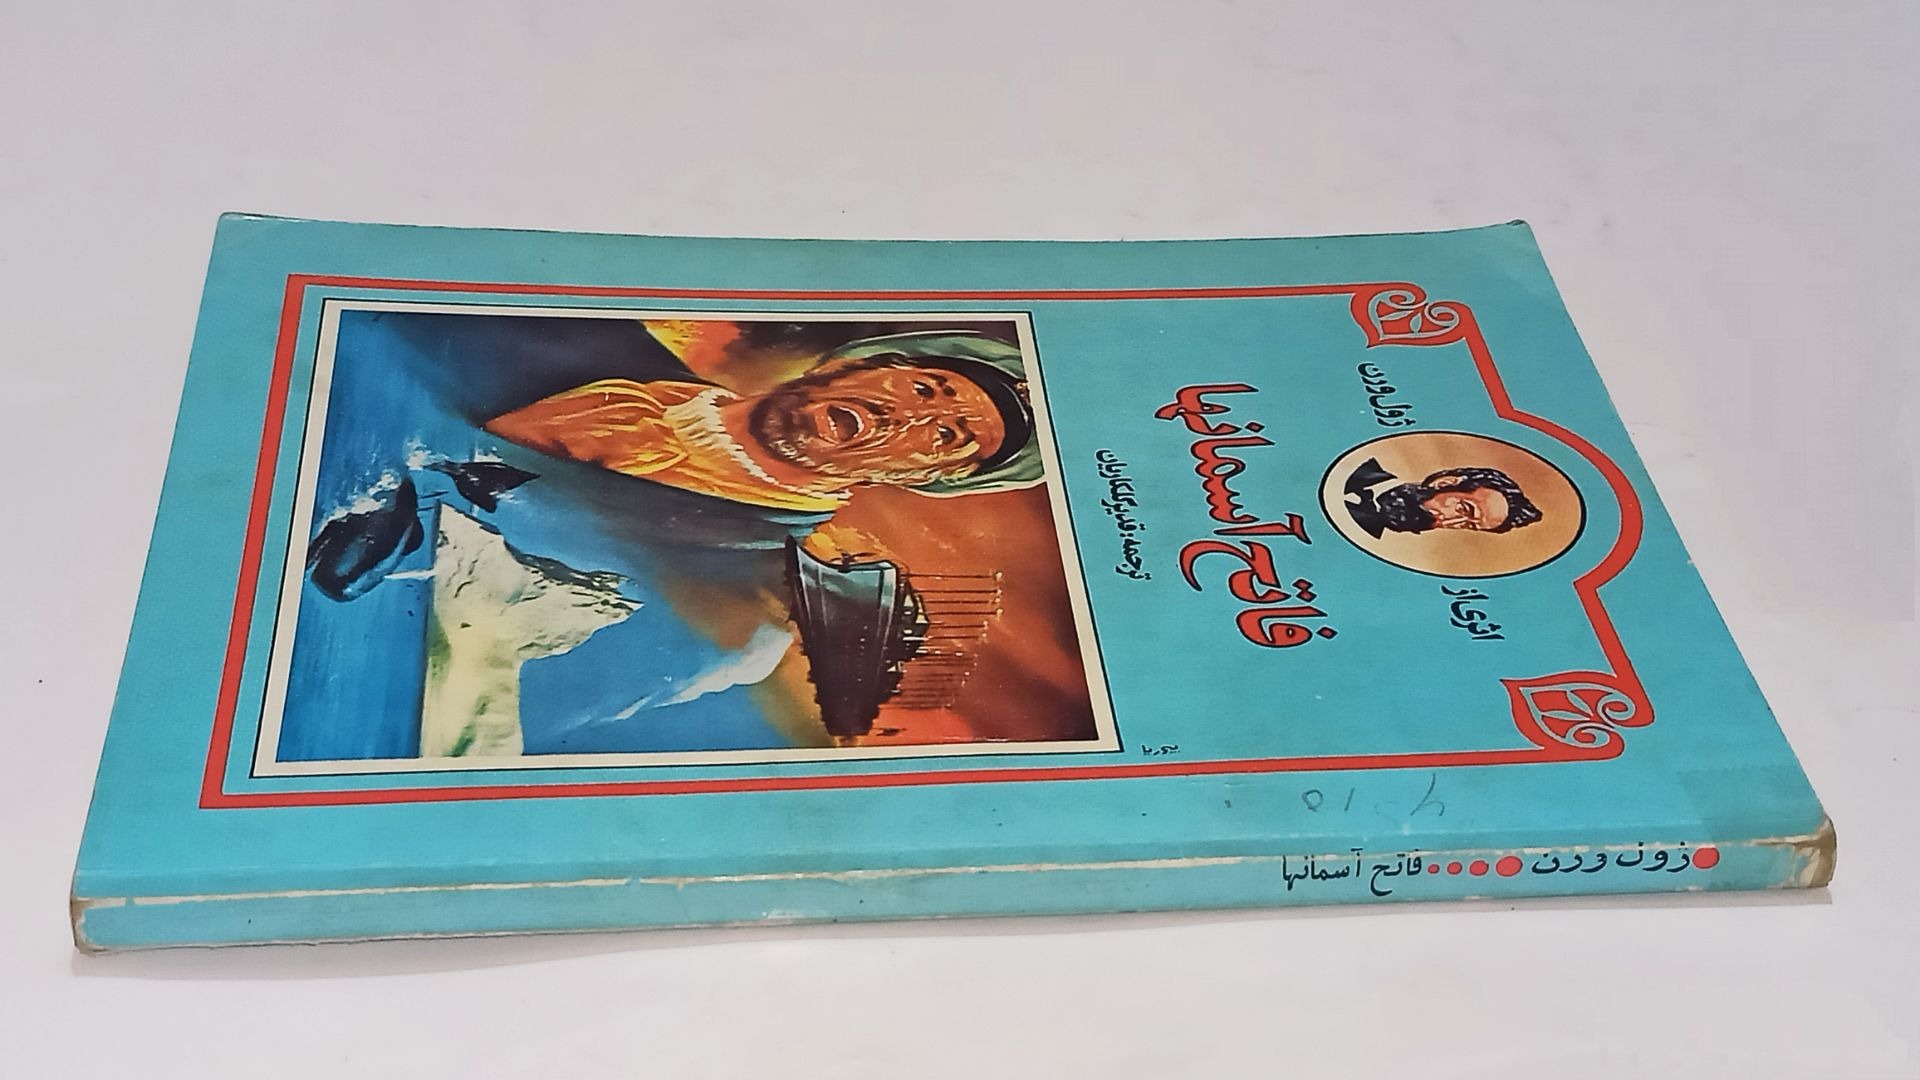 اثری از
ژول ورن
فاتح آسمانها
ترجمه: قدیر گلکاریان
ژول ورن فاتح آسمانها